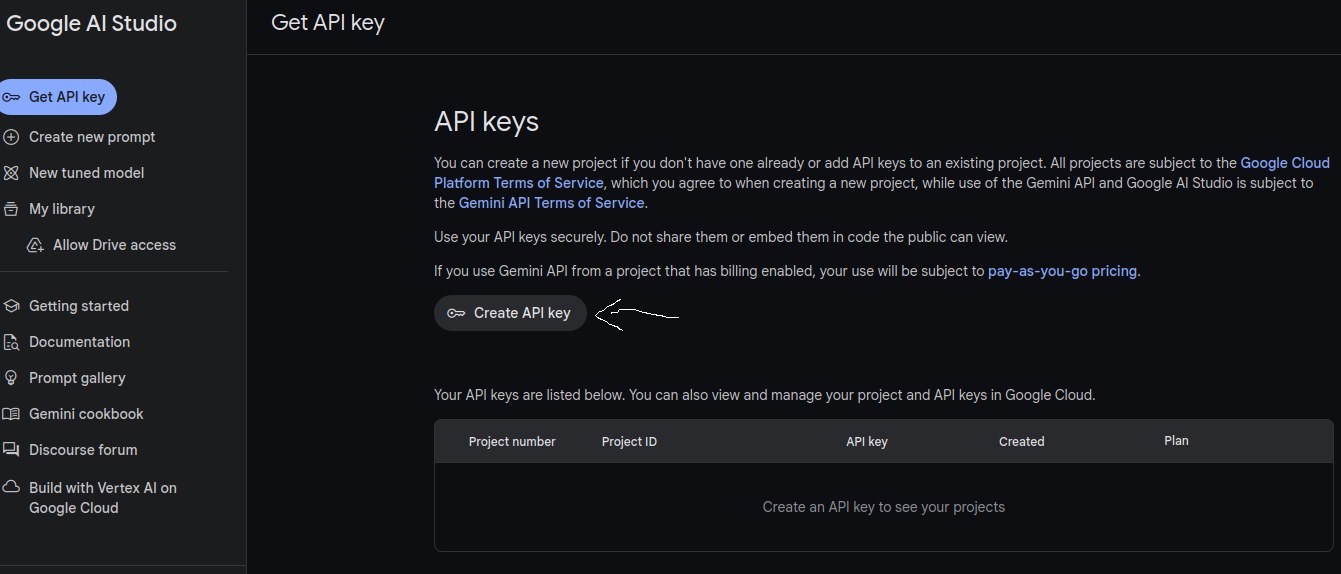 Google AI Studio
Get API key
Create new prompt
New tuned model
My library
Allow Drive access
Getting started
Documentation
Prompt gallery
Gemini cookbook
Discourse forum
Build with Vertex AI on
Google Cloud
Get API key
API keys
You can create a new project if you don't have one already or add API keys to an existing project. All projects are subject to the Google Cloud
Platform Terms of Service, which you agree to when creating a new project, while use of the Gemini API and Google AI Studio is subject to
the Gemini API Terms of Service.
Use your API keys securely. Do not share them or embed them in code the public can view.
If you use Gemini API from a project that has billing enabled, your use will be subject to pay-as-you-go pricing.
Create API key
Your API keys are listed below. You can also view and manage your project and API keys in Google Cloud.
Project number Project ID API key Created Plan
Create an API key to see your projects